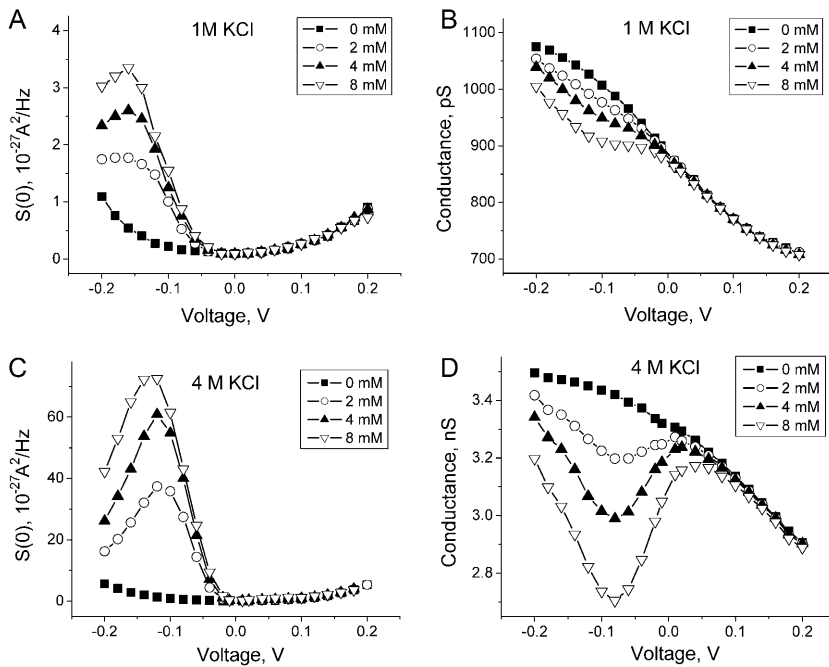 A
1M KCl
0 mM
2 mM
4 mM
8 mM
S(0), 10⁻²⁷A²/Hz
4
3
2
1
0
-0.2 -0.1 0.0 0.1 0.2
Voltage, V
B
1 M KCl
0 mM
2 mM
4 mM
8 mM
Conductance, pS
1100
1000
900
800
700
-0.2 -0.1 0.0 0.1 0.2
Voltage, V
C
4 M KCl
0 mM
2 mM
4 mM
8 mM
S(0), 10⁻²⁷A²/Hz
60
40
20
0
-0.2 -0.1 0.0 0.1 0.2
Voltage, V
D
4 M KCl
0 mM
2 mM
4 mM
8 mM
Conductance, nS
3.4
3.2
3.0
2.8
-0.2 -0.1 0.0 0.1 0.2
Voltage, V